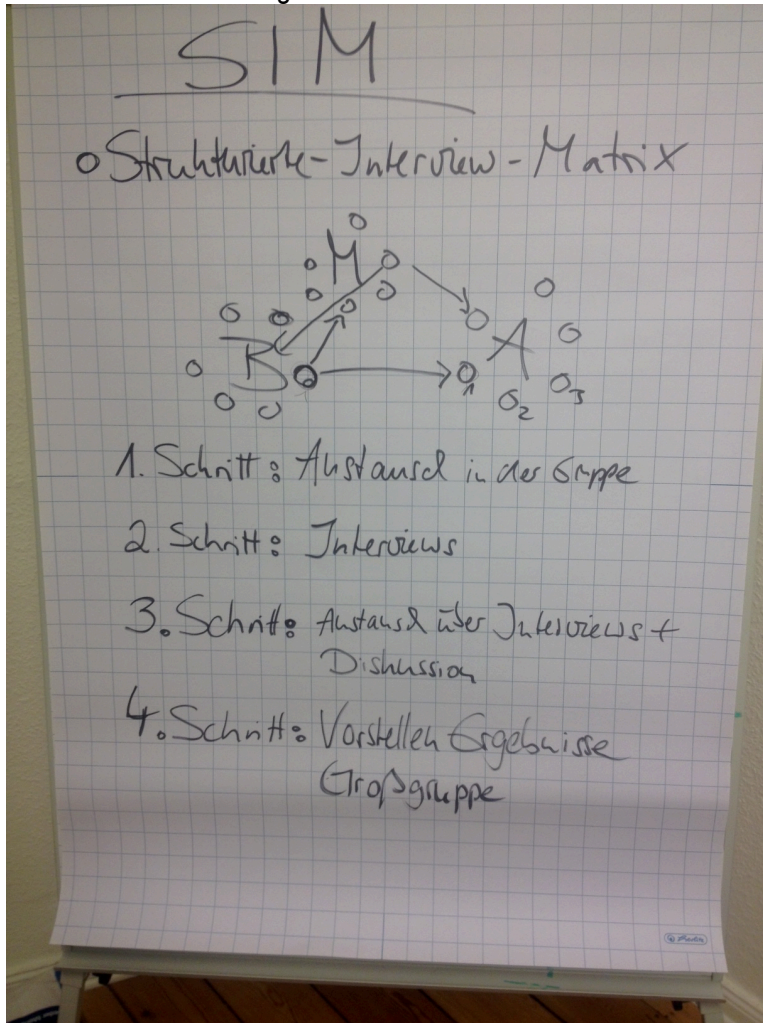 SIM
o Strukturierte-Interview-Matrix
M
B
A
1
2
3
1. Schritt: Austausch in der Gruppe
2. Schritt: Interviews
3. Schritt: Austausch über Interviews +
Diskussion
4. Schritt: Vorstellen Ergebnisse
Großgruppe